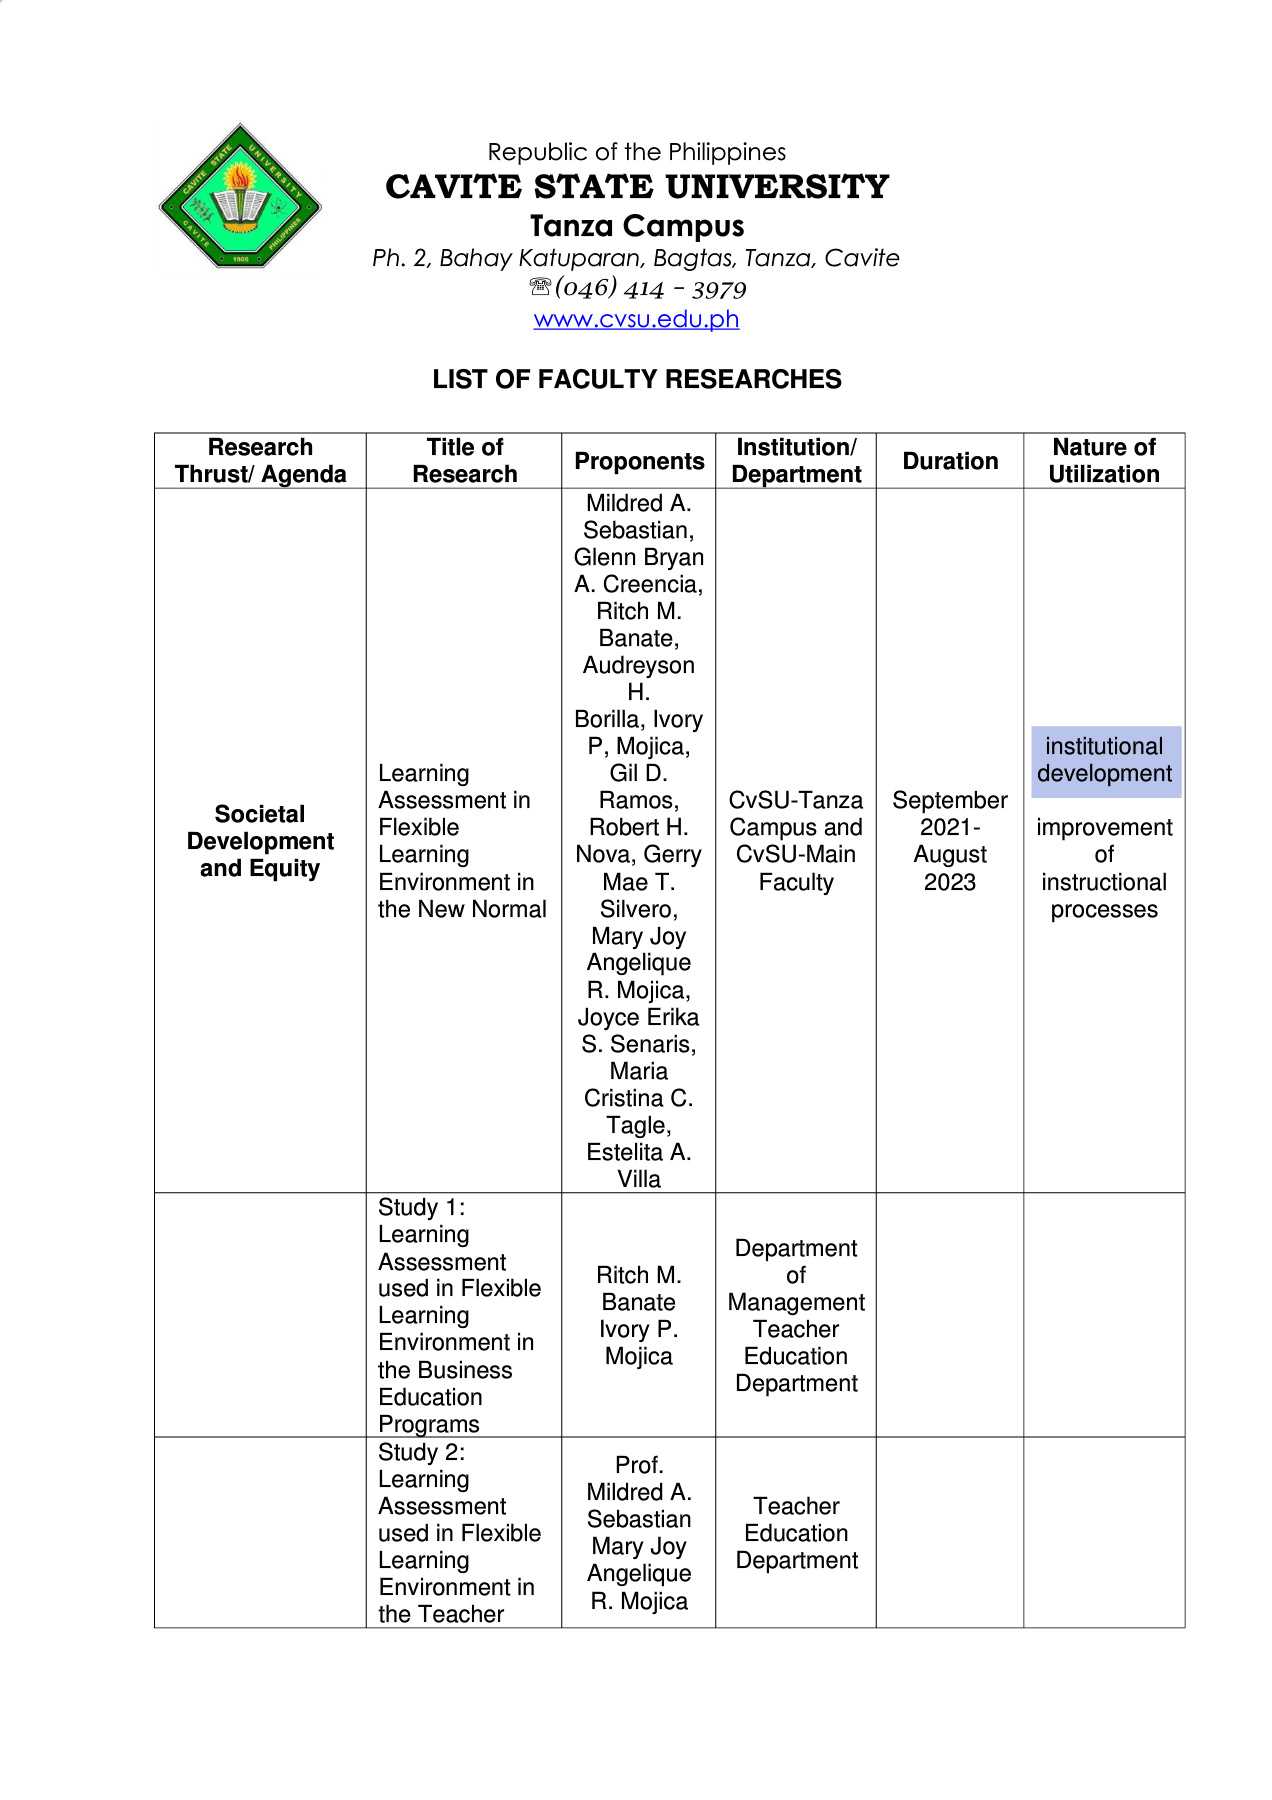 CAVITE STATE UNIVERSITY
CAVITE PHILIPPINES
1906
Republic of the Philippines
CAVITE STATE UNIVERSITY
Tanza Campus
Ph. 2, Bahay Katuparan, Bagtas, Tanza, Cavite
☏(046) 414 – 3979
www.cvsu.edu.ph
LIST OF FACULTY RESEARCHES
Research
Thrust/ Agenda
Title of
Research
Proponents
Institution/
Department
Duration
Nature of
Utilization
Societal
Development
and Equity
Learning
Assessment in
Flexible
Learning
Environment in
the New Normal
Mildred A.
Sebastian,
Glenn Bryan
A. Creencia,
Ritch M.
Banate,
Audreyson
H.
Borilla, Ivory
P, Mojica,
Gil D.
Ramos,
Robert H.
Nova, Gerry
Mae T.
Silvero,
Mary Joy
Angelique
R. Mojica,
Joyce Erika
S. Senaris,
Maria
Cristina C.
Tagle,
Estelita A.
Villa
CvSU-Tanza
Campus and
CvSU-Main
Faculty
September
2021-
August
2023
institutional
development
improvement
of
instructional
processes
Study 1:
Learning
Assessment
used in Flexible
Learning
Environment in
the Business
Education
Programs
Ritch M.
Banate
Ivory P.
Mojica
Department
of
Management
Teacher
Education
Department
Study 2:
Learning
Assessment
used in Flexible
Learning
Environment in
the Teacher
Prof.
Mildred A.
Sebastian
Mary Joy
Angelique
R. Mojica
Teacher
Education
Department